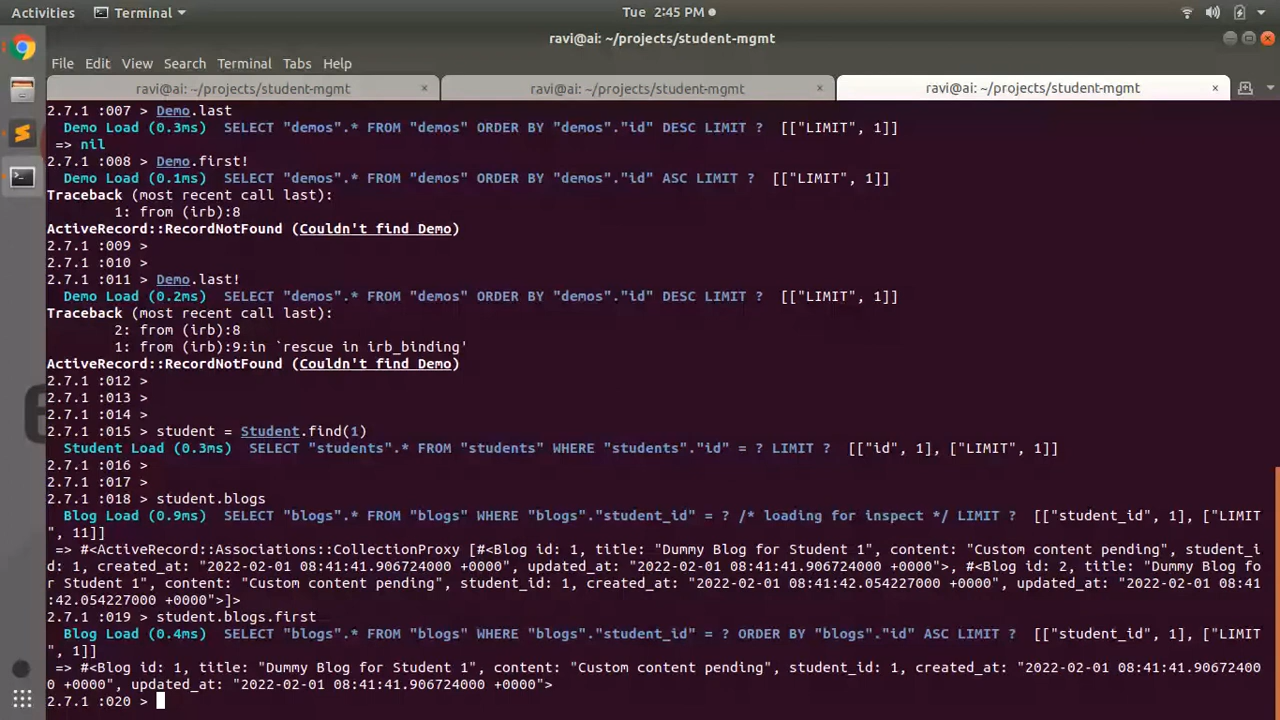 Activities Terminal Tue 2:45 PM
ravi@ai: ~/projects/student-mgmt
File Edit View Search Terminal Tabs Help
ravi@ai: ~/projects/student-mgmt × ravi@ai: ~/projects/student-mgmt × ravi@ai: ~/projects/student-mgmt ×
2.7.1 :007 > Demo.last
Demo Load (0.3ms) SELECT "demos".* FROM "demos" ORDER BY "demos"."id" DESC LIMIT ? [["LIMIT", 1]]
=> nil
2.7.1 :008 > Demo.first!
Demo Load (0.1ms) SELECT "demos".* FROM "demos" ORDER BY "demos"."id" ASC LIMIT ? [["LIMIT", 1]]
Traceback (most recent call last):
1: from (irb):8
ActiveRecord::RecordNotFound (Couldn't find Demo)
2.7.1 :009 >
2.7.1 :010 >
2.7.1 :011 > Demo.last!
Demo Load (0.2ms) SELECT "demos".* FROM "demos" ORDER BY "demos"."id" DESC LIMIT ? [["LIMIT", 1]]
Traceback (most recent call last):
2: from (irb):8
1: from (irb):9:in `rescue in irb_binding'
ActiveRecord::RecordNotFound (Couldn't find Demo)
2.7.1 :012 >
2.7.1 :013 >
2.7.1 :014 >
2.7.1 :015 > student = Student.find(1)
Student Load (0.3ms) SELECT "students".* FROM "students" WHERE "students"."id" = ? LIMIT ? [["id", 1], ["LIMIT", 1]]
2.7.1 :016 >
2.7.1 :017 >
2.7.1 :018 > student.blogs
Blog Load (0.9ms) SELECT "blogs".* FROM "blogs" WHERE "blogs"."student_id" = ? /* loading for inspect */ LIMIT ? [["student_id", 1], ["LIMIT
", 11]]
=> #<ActiveRecord::Associations::CollectionProxy [#<Blog id: 1, title: "Dummy Blog for Student 1", content: "Custom content pending", student_i
d: 1, created_at: "2022-02-01 08:41:41.906724000 +0000", updated_at: "2022-02-01 08:41:41.906724000 +0000">, #<Blog id: 2, title: "Dummy Blog fo
r Student 1", content: "Custom content pending", student_id: 1, created_at: "2022-02-01 08:41:42.054227000 +0000", updated_at: "2022-02-01 08:41
:42.054227000 +0000">]>
2.7.1 :019 > student.blogs.first
Blog Load (0.4ms) SELECT "blogs".* FROM "blogs" WHERE "blogs"."student_id" = ? ORDER BY "blogs"."id" ASC LIMIT ? [["student_id", 1], ["LIMIT
", 1]]
=> #<Blog id: 1, title: "Dummy Blog for Student 1", content: "Custom content pending", student_id: 1, created_at: "2022-02-01 08:41:41.90672400
0 +0000", updated_at: "2022-02-01 08:41:41.906724000 +0000">
2.7.1 :020 >